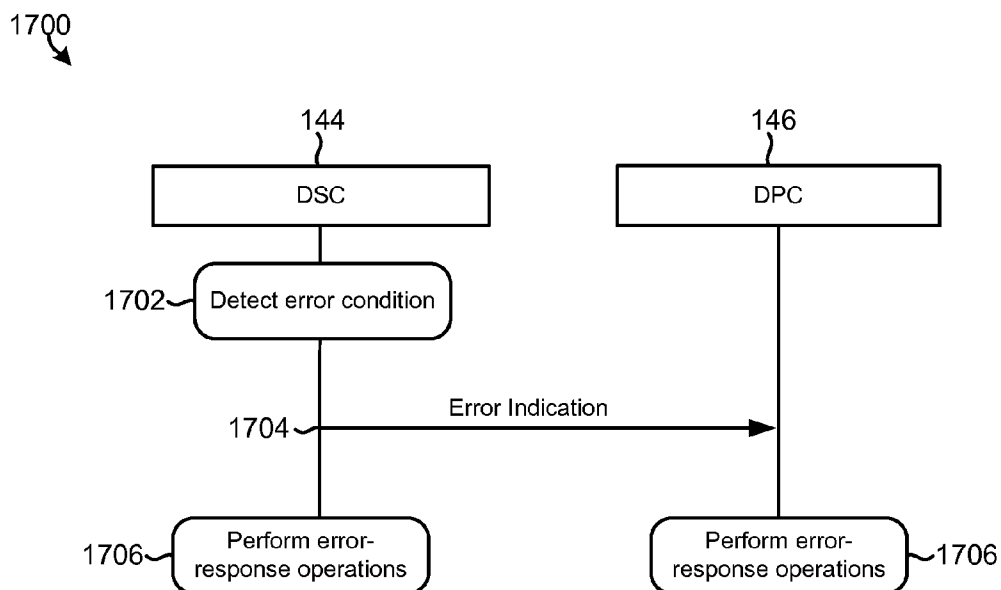 1700
144
146
DSC
DPC
1702
Detect error condition
Error Indication
1704
1706
Perform error-
response operations
Perform error-
response operations
1706